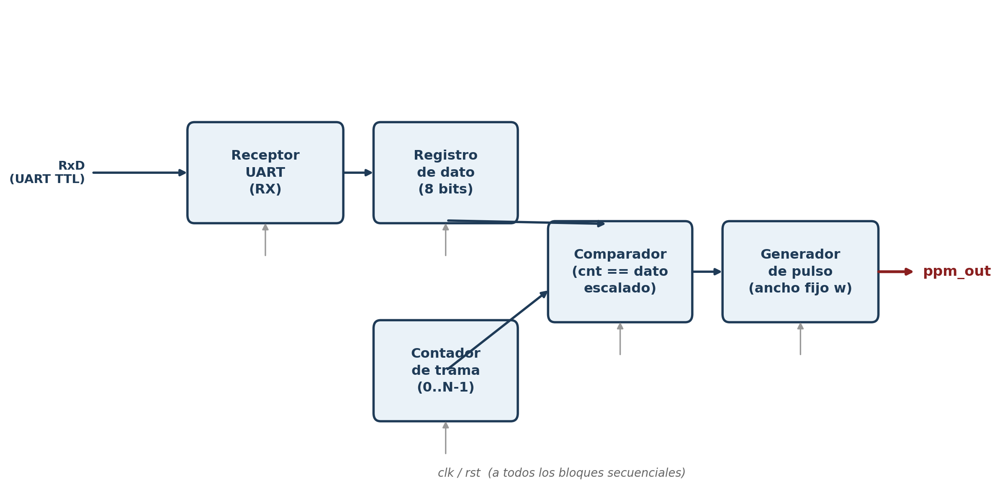 RxD
(UART TTL)
Receptor
UART
(RX)
Registro
de dato
(8 bits)
Comparador
(cnt == dato
escalado)
Generador
de pulso
(ancho fijo w)
ppm_out
Contador
de trama
(0..N-1)
clk / rst  (a todos los bloques secuenciales)